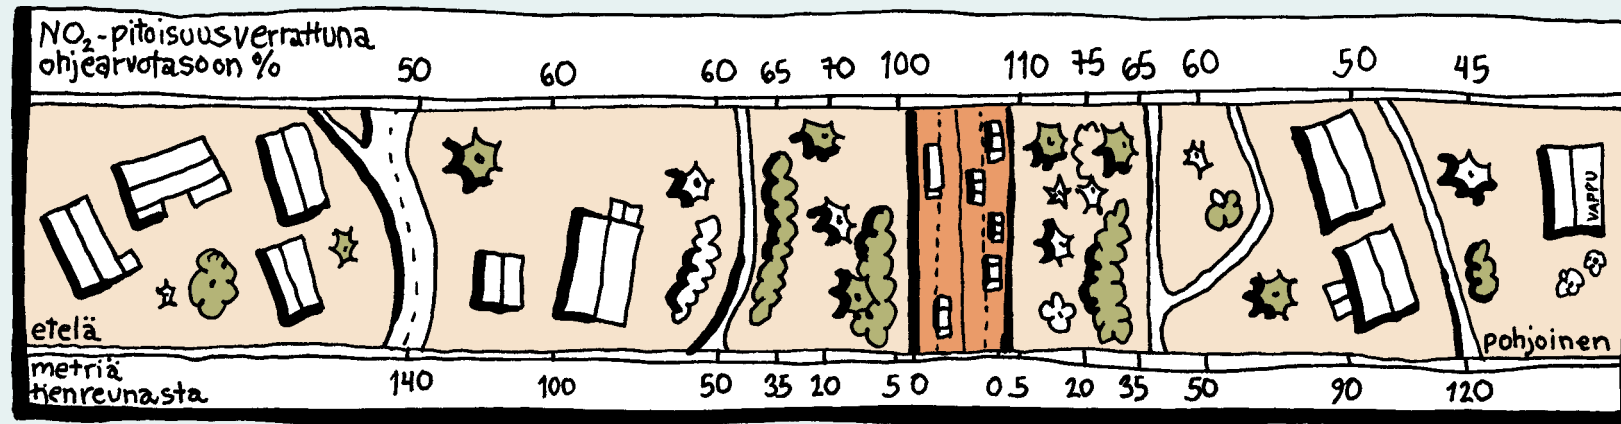 NO₂-pitoisuus verrattuna
ohjearvotasoon %
50 60 60 65 70 100 110 75 65 60 50 45
VAPPU
etelä
pohjoinen
metriä
tienreunasta
140 100 50 35 20 5 0 0 5 20 35 50 90 120